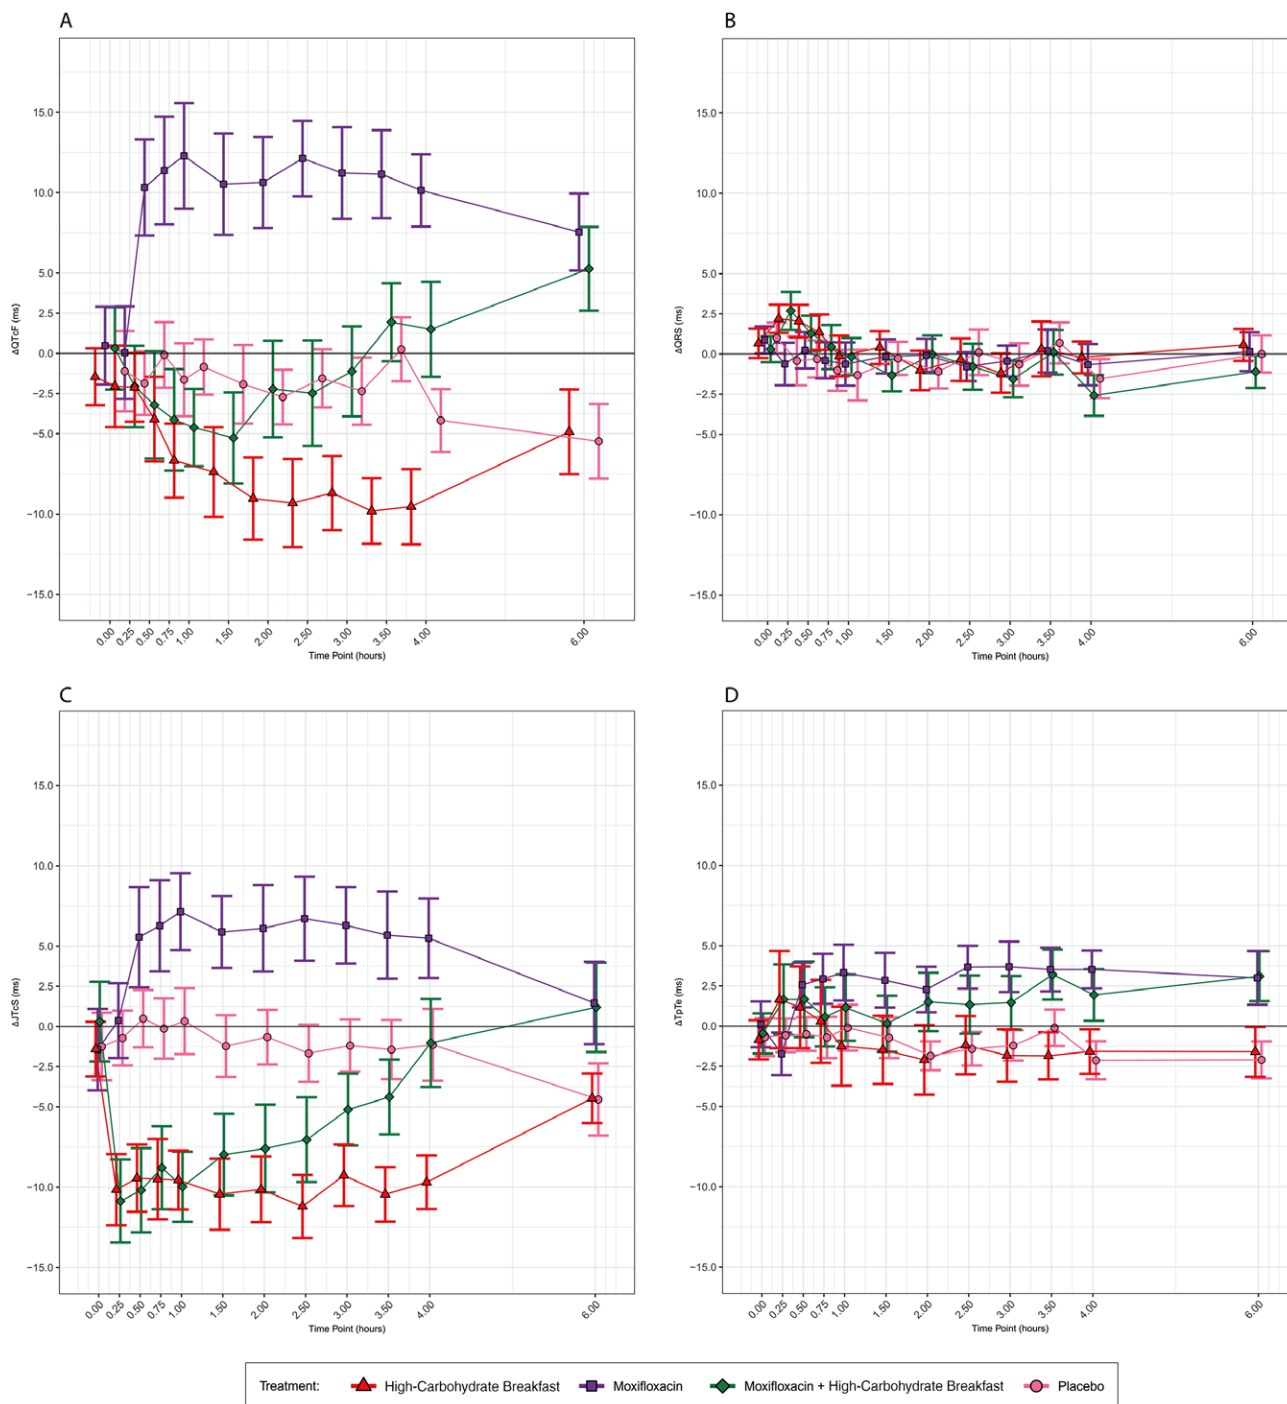 A
15.0
10.0
5.0
2.5
0.0
−2.5
−5.0
−10.0
−15.0
ΔQTcF (ms)
0.00 0.25 0.50 0.75 1.00 1.50 2.00 2.50 3.00 3.50 4.00 6.00
Time Point (hours)
B
15.0
10.0
5.0
2.5
0.0
−2.5
−5.0
−10.0
−15.0
ΔQRS (ms)
0.00 0.25 0.50 0.75 1.00 1.50 2.00 2.50 3.00 3.50 4.00 6.00
Time Point (hours)
C
15.0
10.0
5.0
2.5
0.0
−2.5
−5.0
−10.0
−15.0
ΔJTcS (ms)
0.00 0.25 0.50 0.75 1.00 1.50 2.00 2.50 3.00 3.50 4.00 6.00
Time Point (hours)
D
15.0
10.0
5.0
2.5
0.0
−2.5
−5.0
−10.0
−15.0
ΔTpTe (ms)
0.00 0.25 0.50 0.75 1.00 1.50 2.00 2.50 3.00 3.50 4.00 6.00
Time Point (hours)
Treatment: High-Carbohydrate Breakfast Moxifloxacin Moxifloxacin + High-Carbohydrate Breakfast Placebo